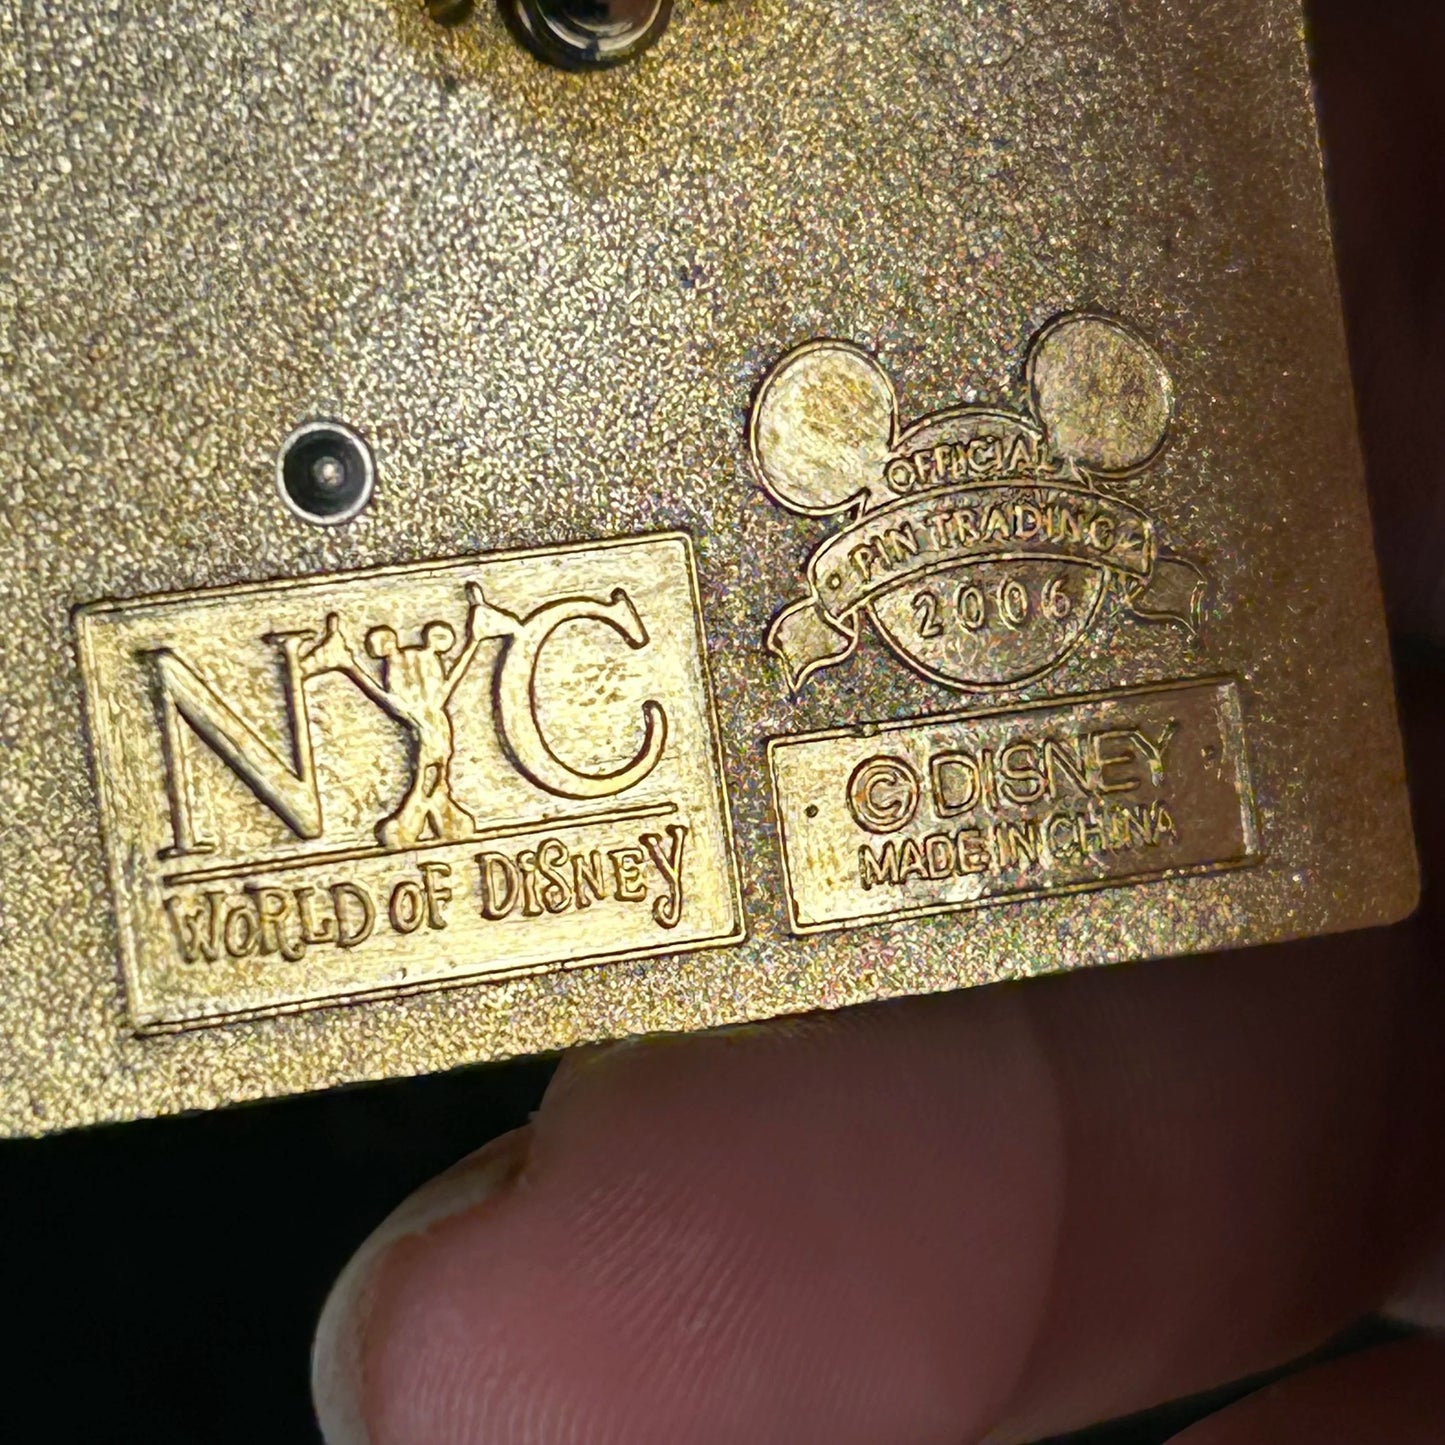 NYC
WORLD OF DiSNEY
OFFICIAL
PIN TRADING
2006
© DISNEY
MADE IN CHINA